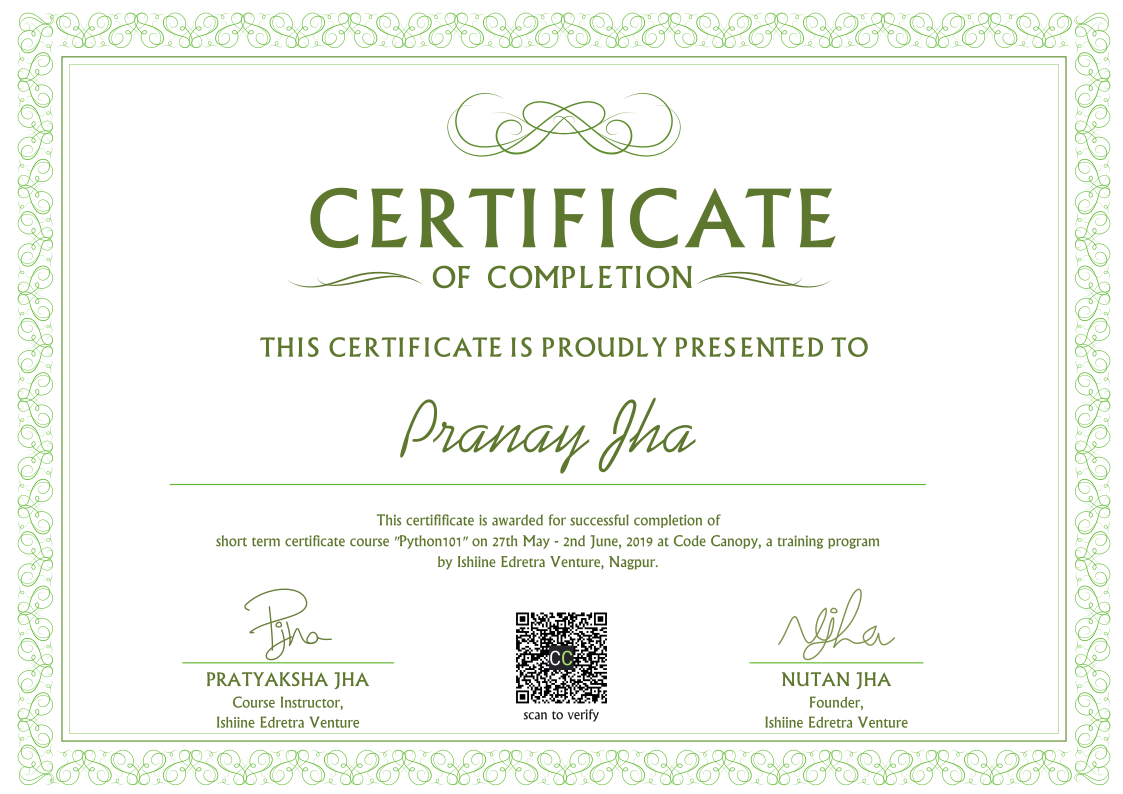 CERTIFICATE
OF COMPLETION
THIS CERTIFICATE IS PROUDLY PRESENTED TO
Pranay Jha
This certififificate is awarded for successful completion of
short term certificate course "Python101" on 27th May - 2nd June, 2019 at Code Canopy, a training program
by Ishiine Edretra Venture, Nagpur.
Pjha
Njha
CC
PRATYAKSHA JHA
Course Instructor,
Ishiine Edretra Venture
scan to verify
NUTAN JHA
Founder,
Ishiine Edretra Venture